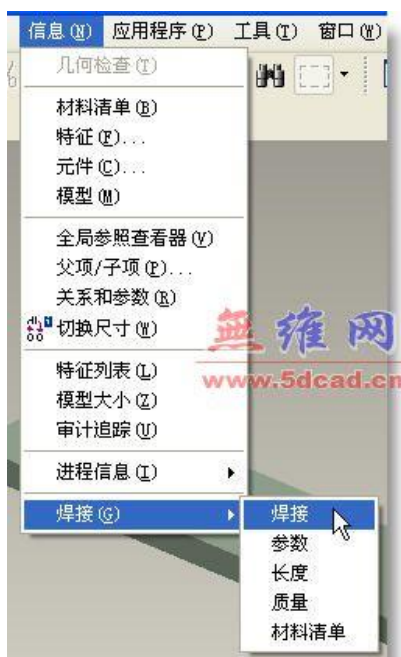 信息(N) 应用程序(P) 工具(T) 窗口(W)
几何检查(I)
材料清单(B)
特征(F)...
元件(C)...
模型(M)
全局参照查看器(V)
父项/子项(P)...
关系和参数(R)
切换尺寸(W)
無维网
www.5dcad.cn
特征列表(L)
模型大小(Z)
审计追踪(U)
进程信息(I)
焊接(G)
焊接
参数
长度
质量
材料清单